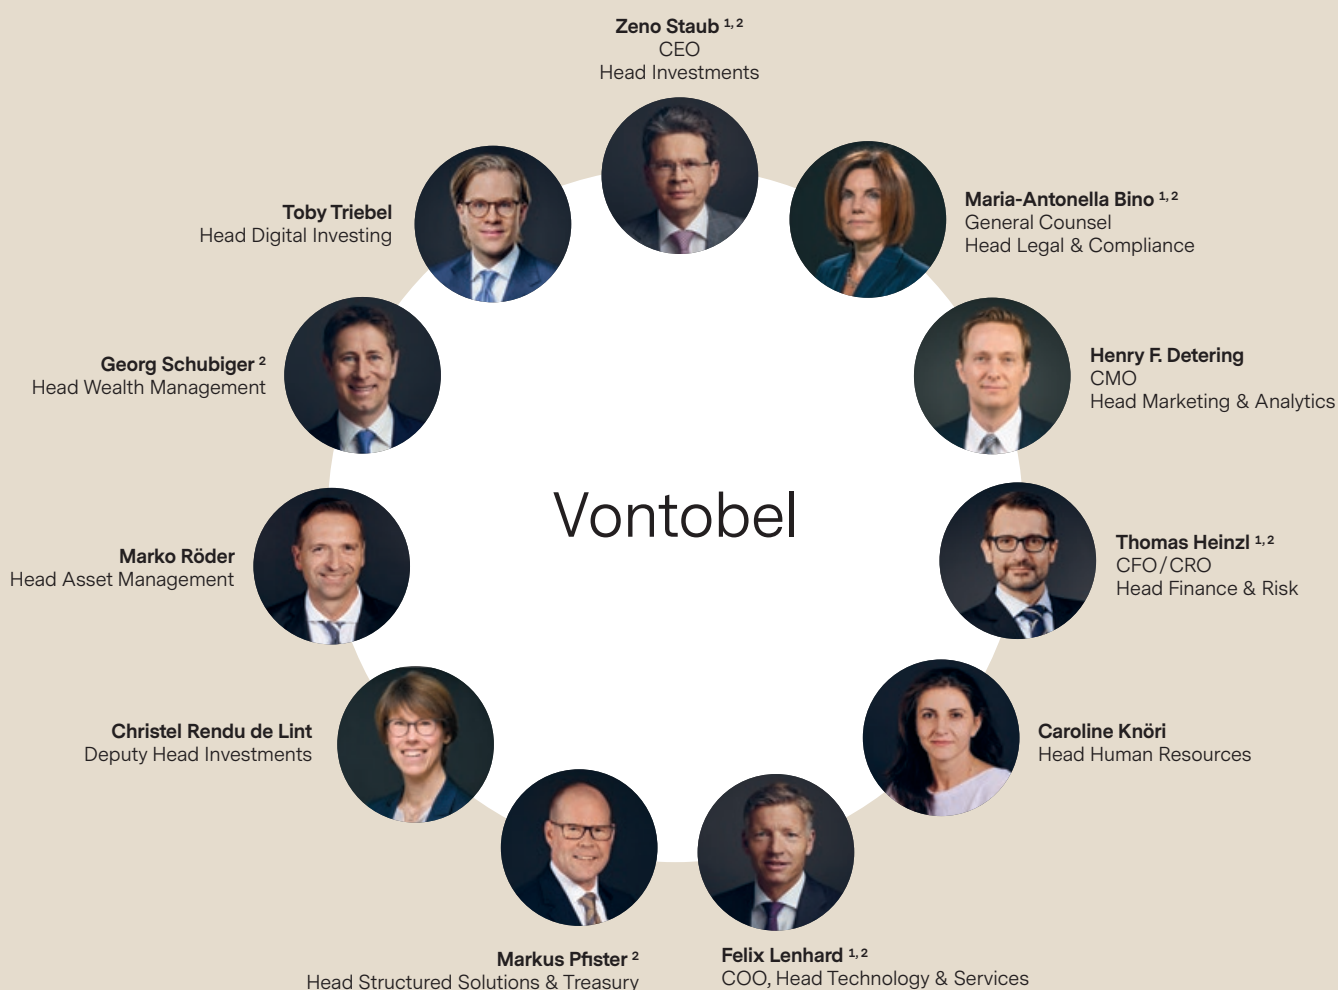 Zeno Staub 1, 2
CEO
Head Investments
Maria-Antonella Bino 1, 2
General Counsel
Head Legal & Compliance
Henry F. Detering
CMO
Head Marketing & Analytics
Thomas Heinzl 1, 2
CFO/CRO
Head Finance & Risk
Caroline Knöri
Head Human Resources
Felix Lenhard 1, 2
COO, Head Technology & Services
Markus Pfister 2
Head Structured Solutions & Treasury
Christel Rendu de Lint
Deputy Head Investments
Marko Röder
Head Asset Management
Georg Schubiger 2
Head Wealth Management
Toby Triebel
Head Digital Investing
Vontobel